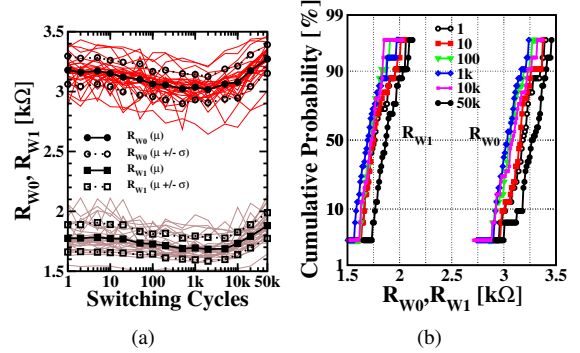 3.5
3.0
2.5
2.0
1.5
R_W0, R_W1 [kΩ]
R_W0 (μ)
R_W0 (μ +/- σ)
R_W1 (μ)
R_W1 (μ +/- σ)
1 10 100 1k 10k 50k
Switching Cycles
(a)
99
90
50
10
1
Cumulative Probability [%]
1
10
100
1k
10k
50k
R_W1
R_W0
1.5 2 2.5 3 3.5
R_W0,R_W1 [kΩ]
(b)